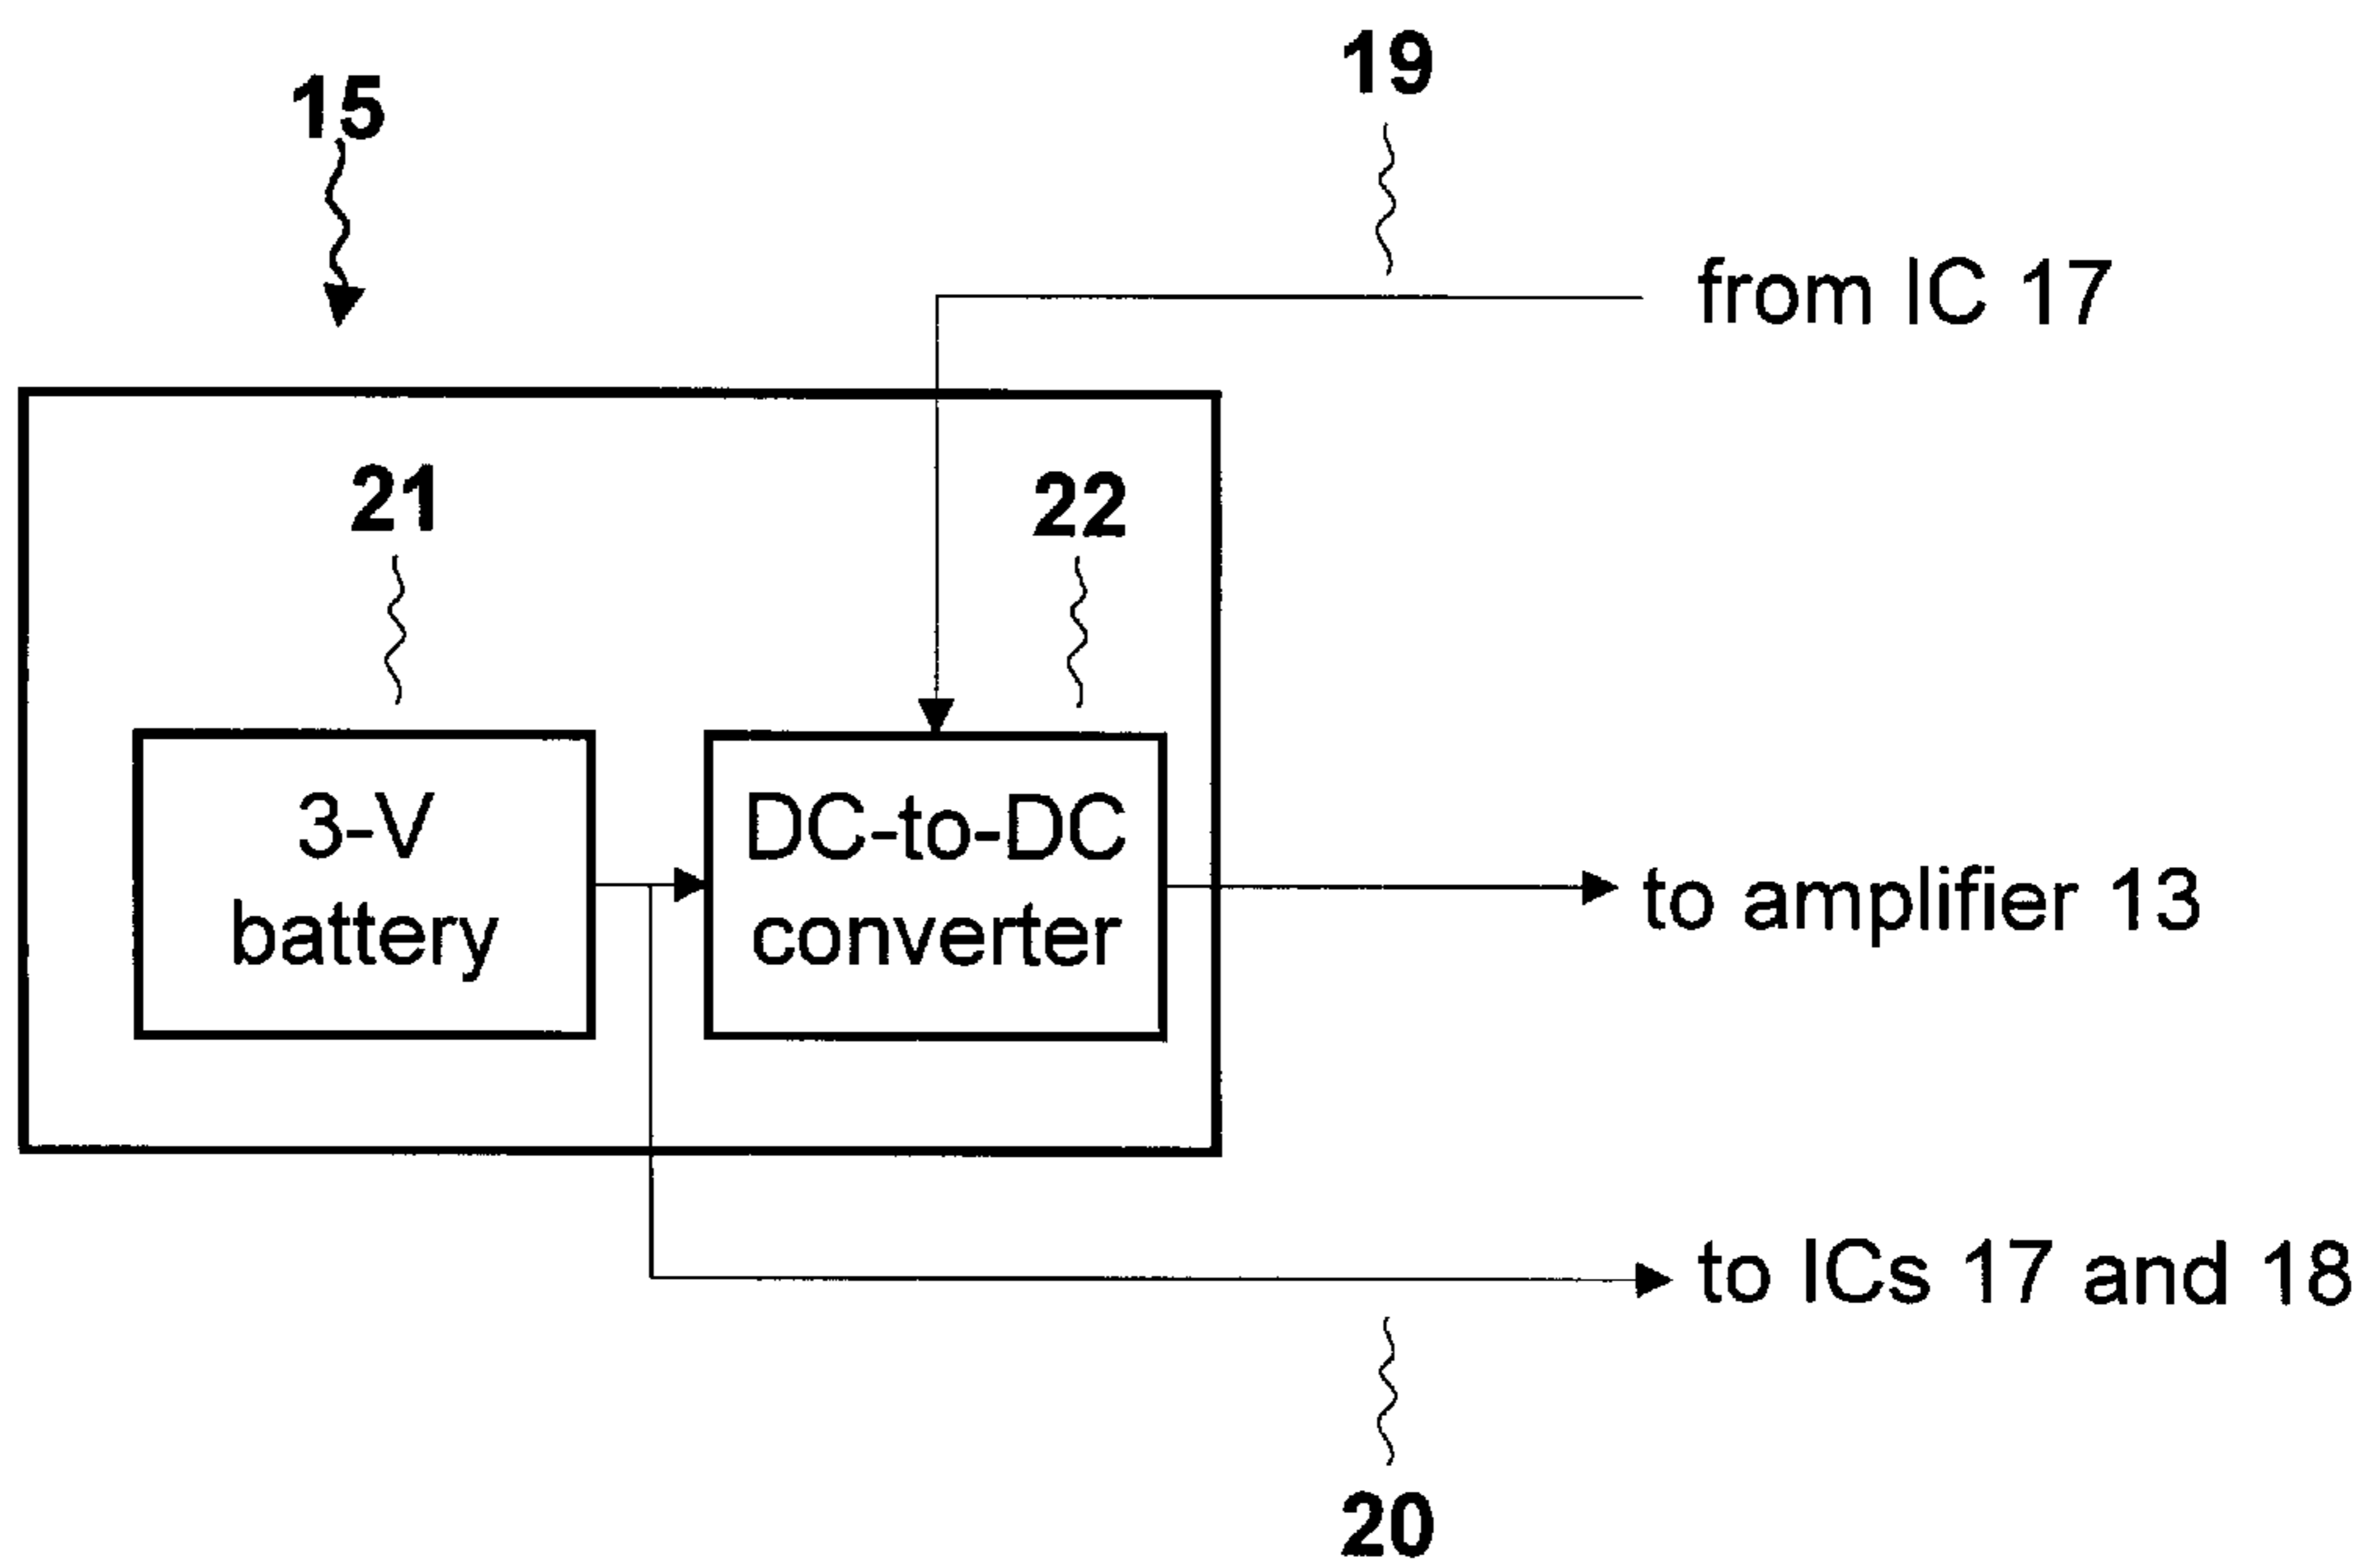 19
15
from IC 17
21
22
3-V
battery
DC-to-DC
converter
to amplifier 13
to ICs 17 and 18
20